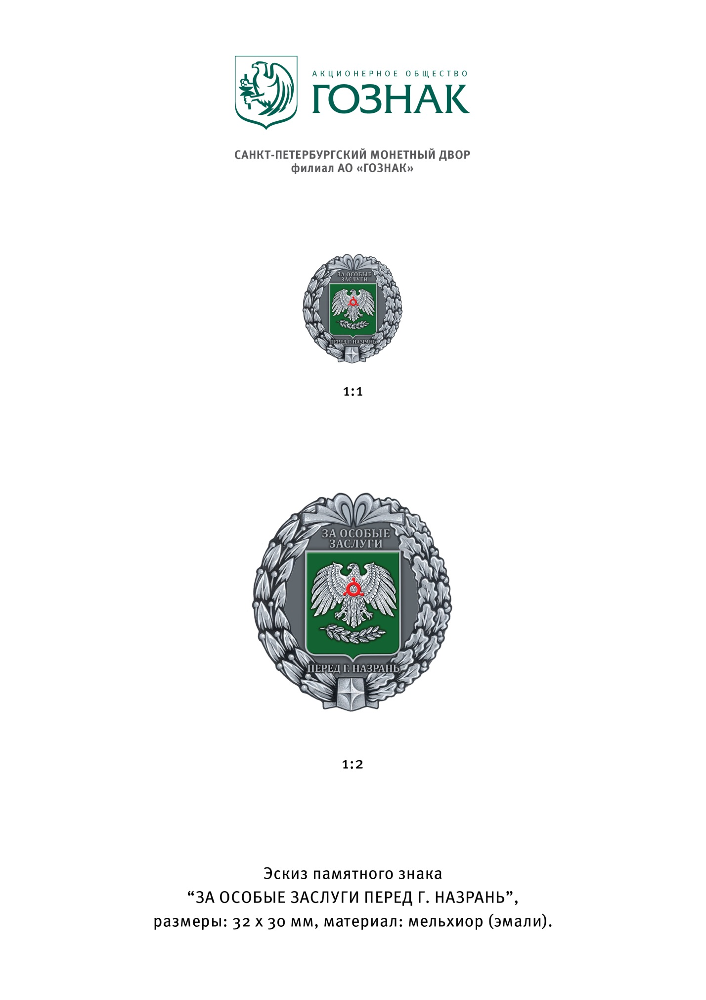 АКЦИОНЕРНОЕ ОБЩЕСТВО
ГОЗНАК
САНКТ-ПЕТЕРБУРГСКИЙ МОНЕТНЫЙ ДВОР
филиал АО «ГОЗНАК»
ЗА ОСОБЫЕ
ЗАСЛУГИ
ПЕРЕД Г. НАЗРАНЬ
1:1
ЗА ОСОБЫЕ
ЗАСЛУГИ
ПЕРЕД Г. НАЗРАНЬ
1:2
Эскиз памятного знака
“ЗА ОСОБЫЕ ЗАСЛУГИ ПЕРЕД Г. НАЗРАНЬ”,
размеры: 32 х 30 мм, материал: мельхиор (эмали).